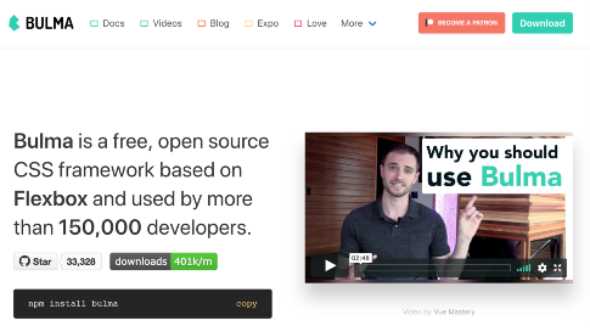 BULMA Docs Videos Blog Expo Love More BECOME A PATRON Download
Bulma is a free, open source
CSS framework based on
Flexbox and used by more
than 150,000 developers.
Star 33,328 downloads 401k/m
npm install bulma copy
Why you should
use Bulma
02:48
Video by Vue Mastery